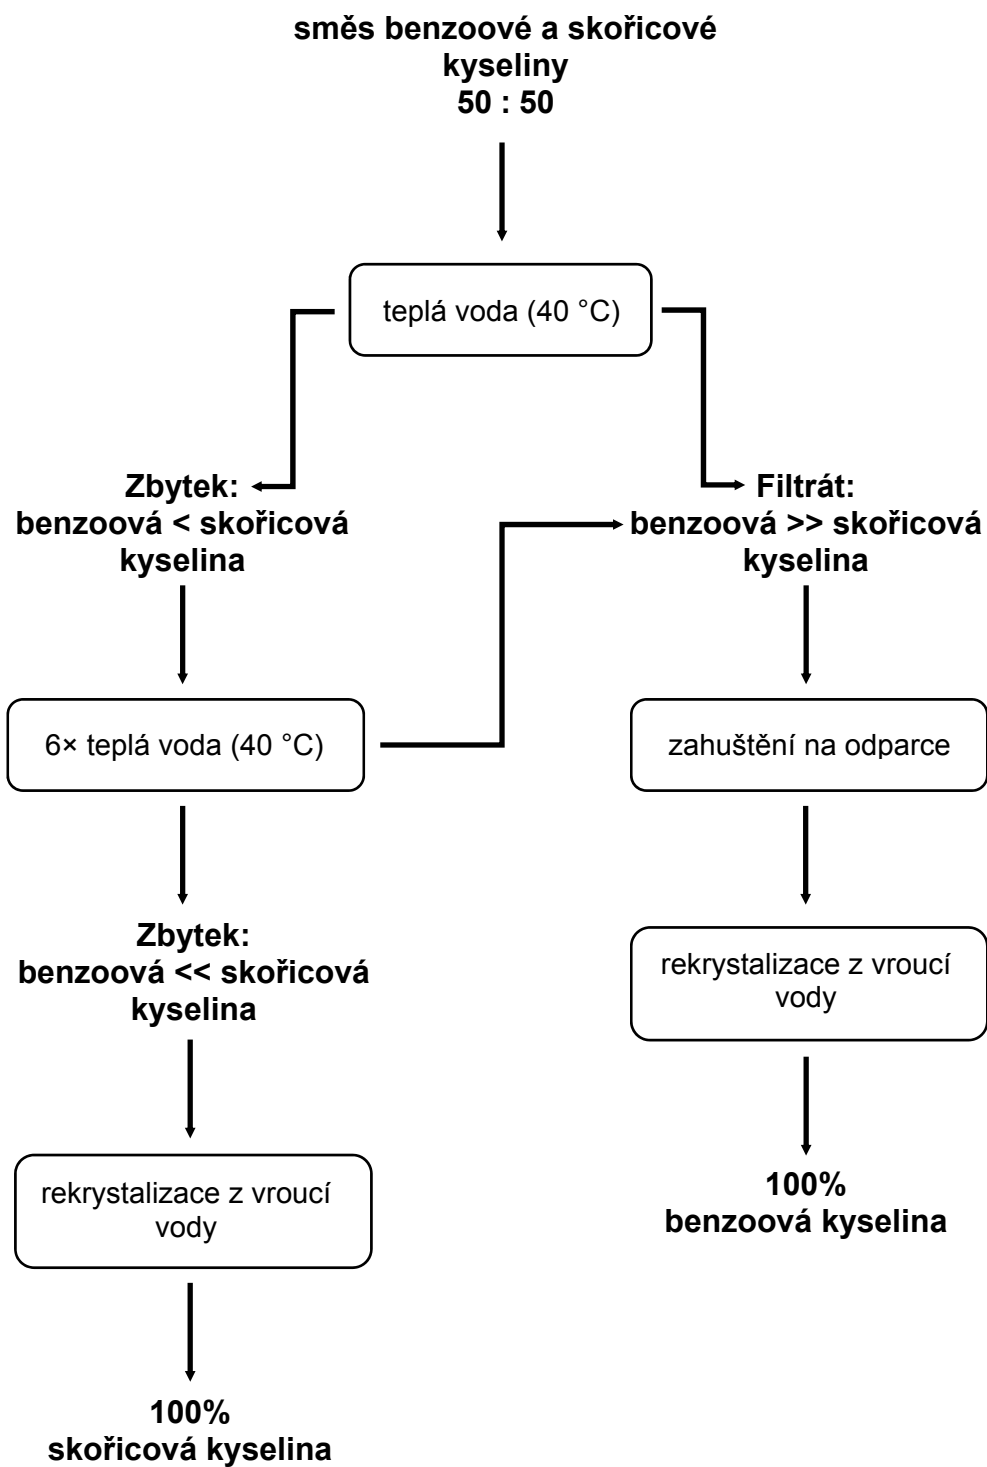 směs benzoové a skořicové
kyseliny
50 : 50
teplá voda (40 °C)
Zbytek:
benzoová < skořicová
kyselina
Filtrát:
benzoová >> skořicová
kyselina
6× teplá voda (40 °C)
zahuštění na odparce
Zbytek:
benzoová << skořicová
kyselina
rekrystalizace z vroucí
vody
rekrystalizace z vroucí
vody
100%
benzoová kyselina
100%
skořicová kyselina